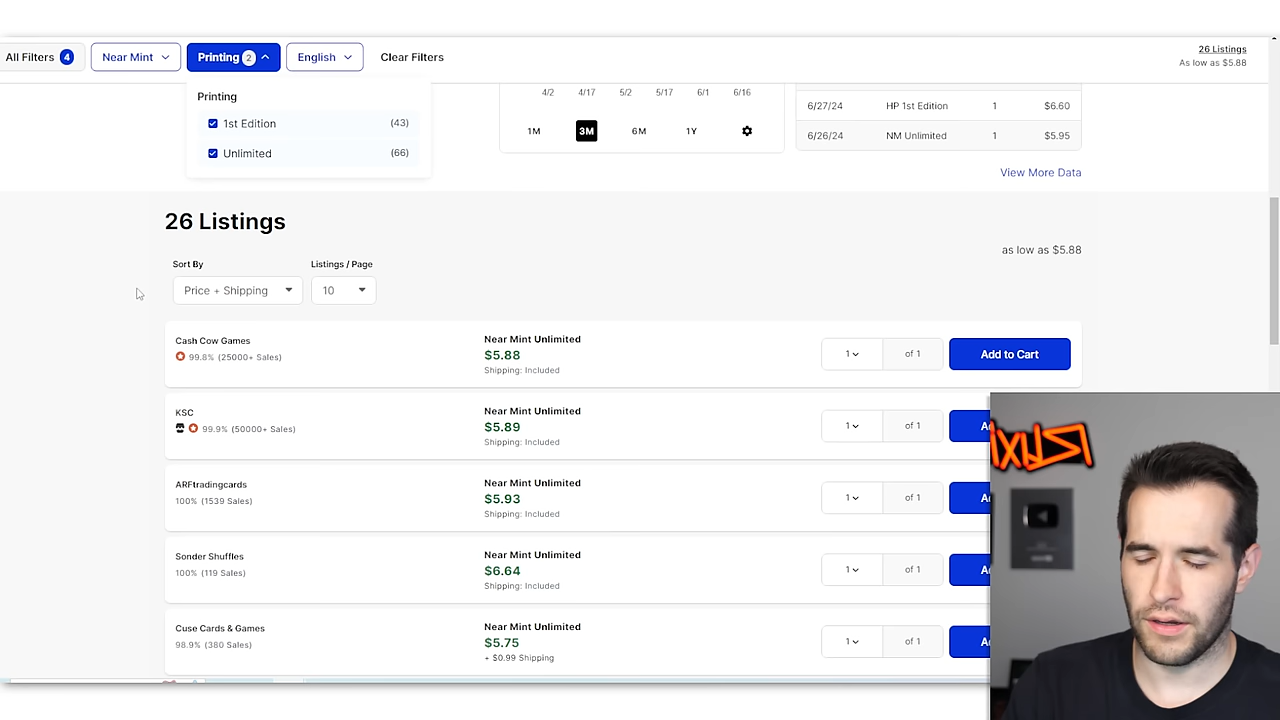 All Filters 4 Near Mint Printing 2 English Clear Filters
26 Listings
As low as $5.88
Printing
1st Edition (43)
Unlimited (66)
4/2 4/17 5/2 5/17 6/1 6/16
1M 3M 6M 1Y
6/27/24 HP 1st Edition 1 $6.60
6/26/24 NM Unlimited 1 $5.95
View More Data
26 Listings
as low as $5.88
Sort By Listings / Page
Price + Shipping 10
Cash Cow Games
99.8% (25000+ Sales)
Near Mint Unlimited
$5.88
Shipping: Included
1 of 1 Add to Cart
KSC
99.9% (50000+ Sales)
Near Mint Unlimited
$5.89
Shipping: Included
1 of 1
ARFtradingcards
100% (1539 Sales)
Near Mint Unlimited
$5.93
Shipping: Included
1 of 1
Sonder Shuffles
100% (119 Sales)
Near Mint Unlimited
$6.64
Shipping: Included
1 of 1
Cuse Cards & Games
98.9% (380 Sales)
Near Mint Unlimited
$5.75
+ $0.99 Shipping
1 of 1